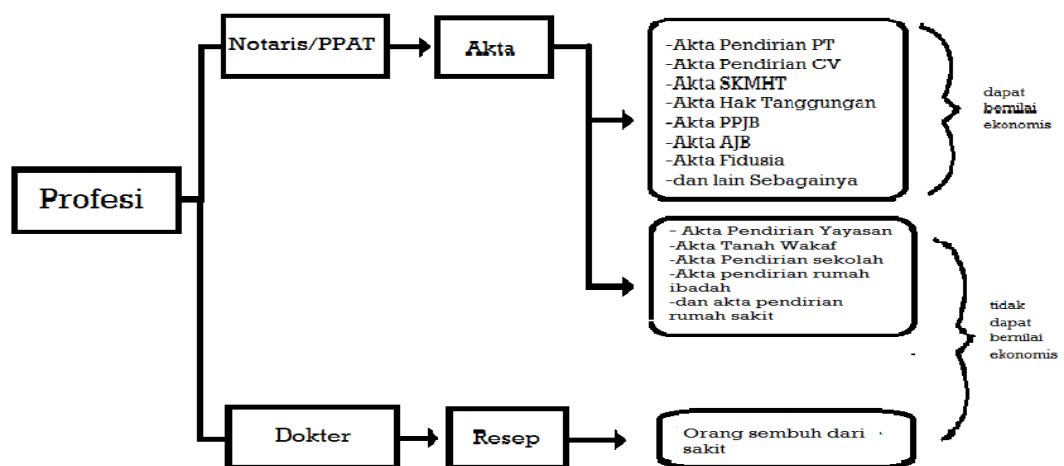 Profesi
Notaris/PPAT
Akta
-Akta Pendirian PT
-Akta Pendirian CV
-Akta SKMHT
-Akta Hak Tanggungan
-Akta PPJB
-Akta AJB
-Akta Fidusia
-dan lain Sebagainya
dapat
bernilai
ekonomis
- Akta Pendirian Yayasan
-Akta Tanah Wakaf
-Akta Pendirian sekolah
-Akta pendirian rumah
ibadah
-dan akta pendirian
rumah sakit
tidak
dapat
bernilai
ekonomis
Dokter
Resep
Orang sembuh dari
sakit